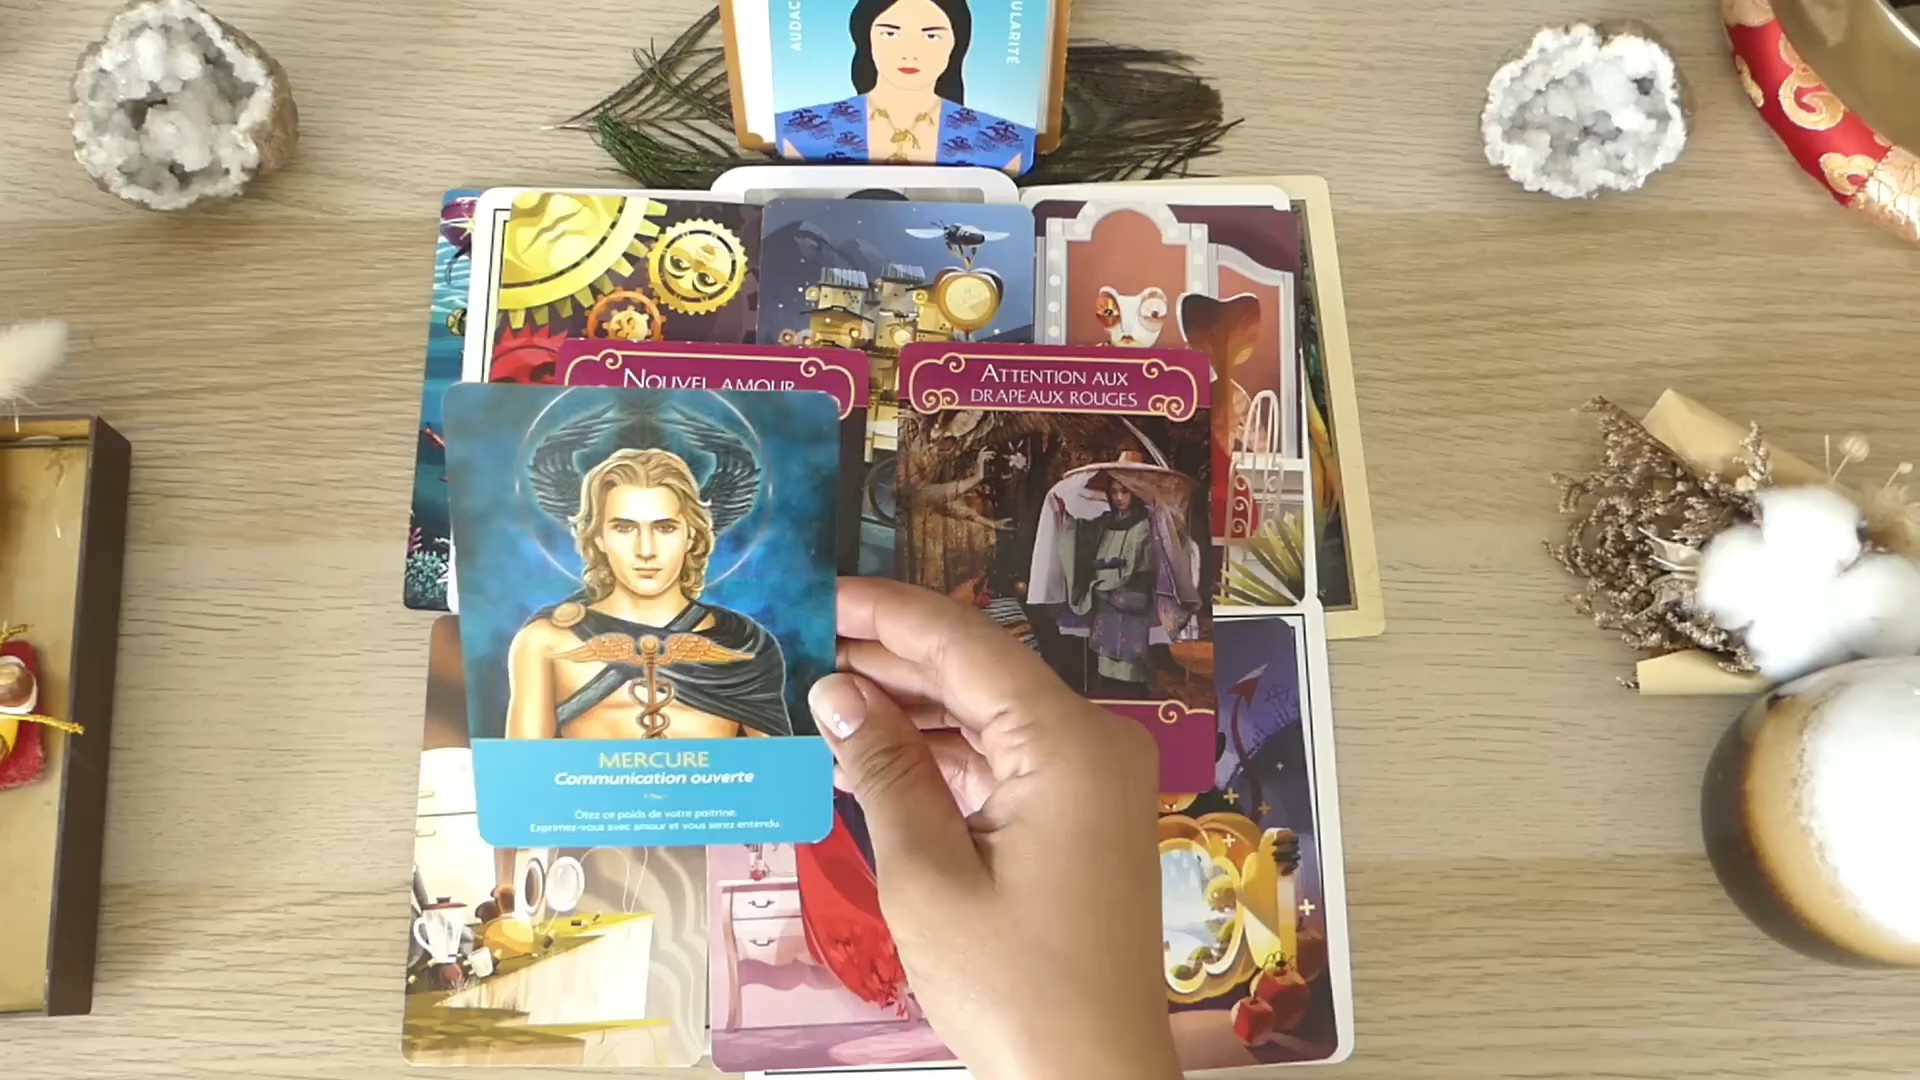 AUDAC
ULARITÉ
NOUVEL AMOUR
ATTENTION AUX
DRAPEAUX ROUGES
MERCURE
Communication ouverte
Ôtez ce poids de votre poitrine.
Exprimez-vous avec amour et vous serez entendu.